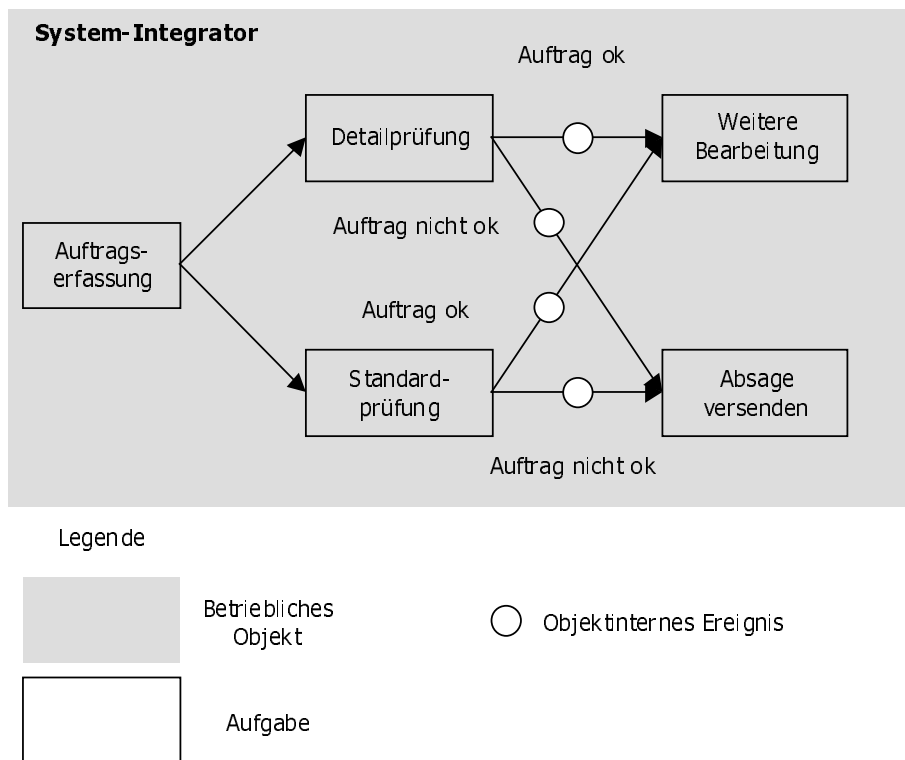 System-Integrator
Auftrag ok
Detailprüfung
Weitere
Bearbeitung
Auftrag nicht ok
Auftrags-
erfassung
Auftrag ok
Standard-
prüfung
Absage
versenden
Auftrag nicht ok
Legende
Betriebliches
Objekt
Objektinternes Ereignis
Aufgabe